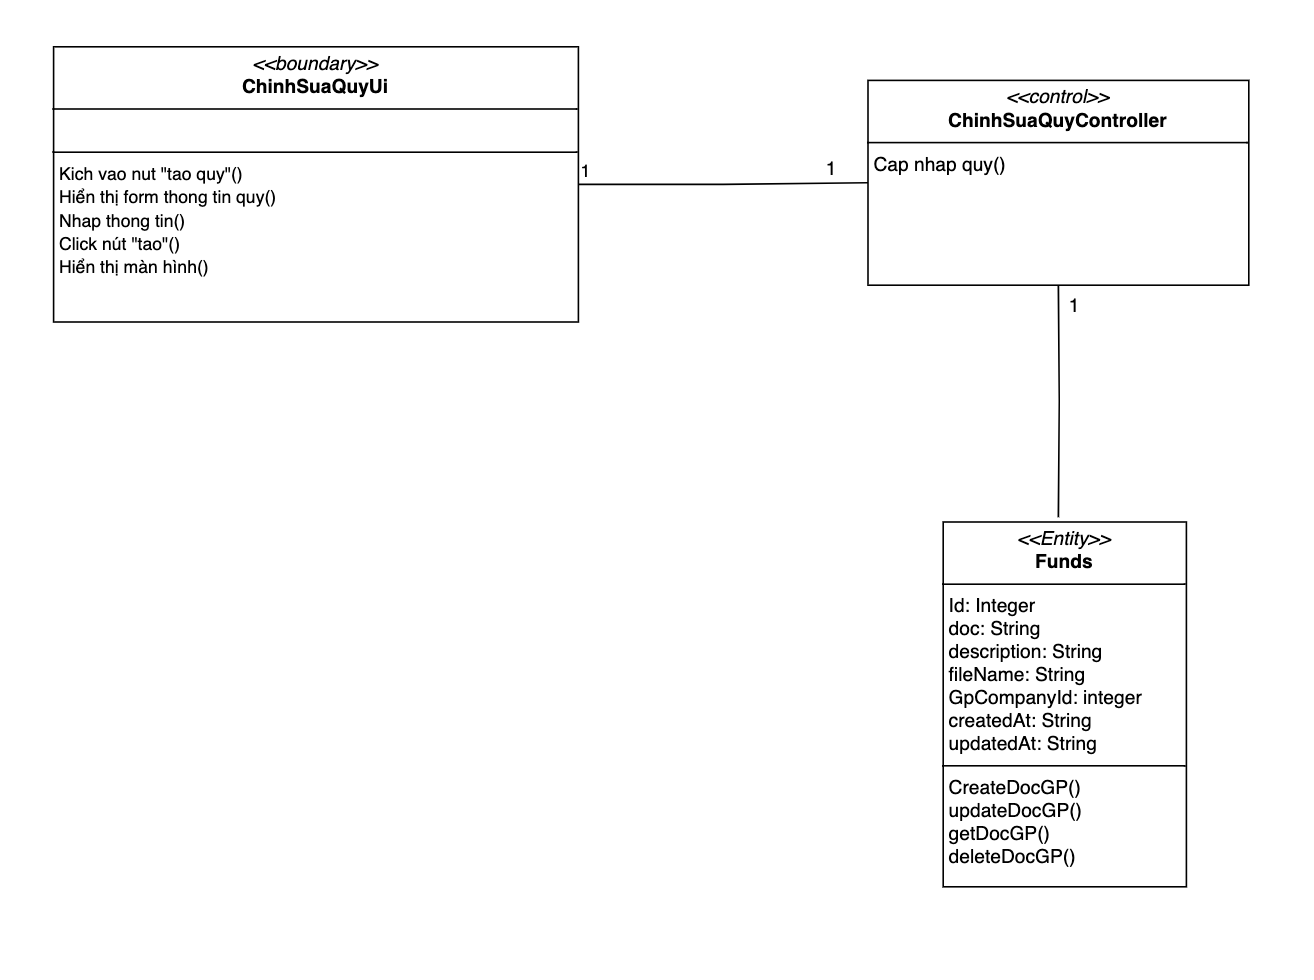 <<boundary>>
ChinhSuaQuyUi
Kich vao nut "tao quy"()
Hiển thị form thong tin quy()
Nhap thong tin()
Click nút "tao"()
Hiển thị màn hình()
1
1
<<control>>
ChinhSuaQuyController
Cap nhap quy()
1
<<Entity>>
Funds
Id: Integer
doc: String
description: String
fileName: String
GpCompanyId: integer
createdAt: String
updatedAt: String
CreateDocGP()
updateDocGP()
getDocGP()
deleteDocGP()